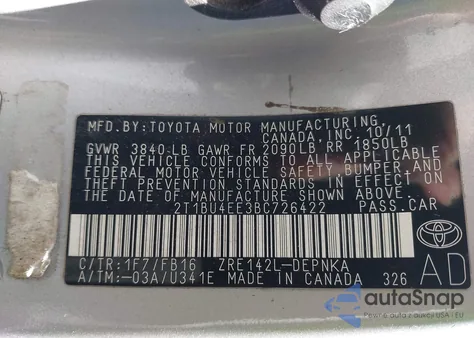 MFD.BY:TOYOTA MOTOR MANUFACTURING,
CANADA, INC. 10/11
GVWR 3840 LB GAWR FR 2090LB RR 1850LB
THIS VEHICLE CONFORMS TO ALL APPLICABLE
FEDERAL MOTOR VEHICLE SAFETY, BUMPER, AND
THEFT PREVENTION STANDARDS IN EFFECT ON
THE DATE OF MANUFACTURE SHOWN ABOVE.
2T1BU4EE3BC726422 PASS.CAR
C/TR:1F7/FB16 ZRE142L-DEPNKA
A/TM:-03A/U341E MADE IN CANADA 326
AD
autoSnap